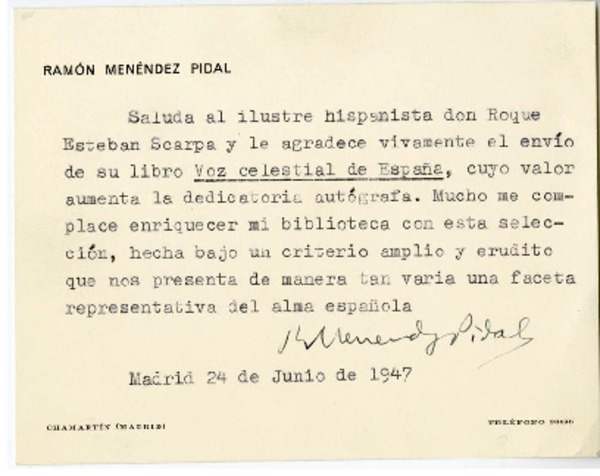 RAMÓN MENÉNDEZ PIDAL
Saluda al ilustre hispanista don Roque
Esteban Scarpa y le agradece vivamente el envío
de su libro Voz celestial de España, cuyo valor
aumenta la dedicatoria autógrafa. Mucho me com-
place enriquecer mi biblioteca con esta selec-
ción, hecha bajo un criterio amplio y erudito
que nos presenta de manera tan varia una faceta
representativa del alma española
R Menendez Pidal
Madrid 24 de Junio de 1947
CHAMARTÍN (MADRID)
TELÉFONO